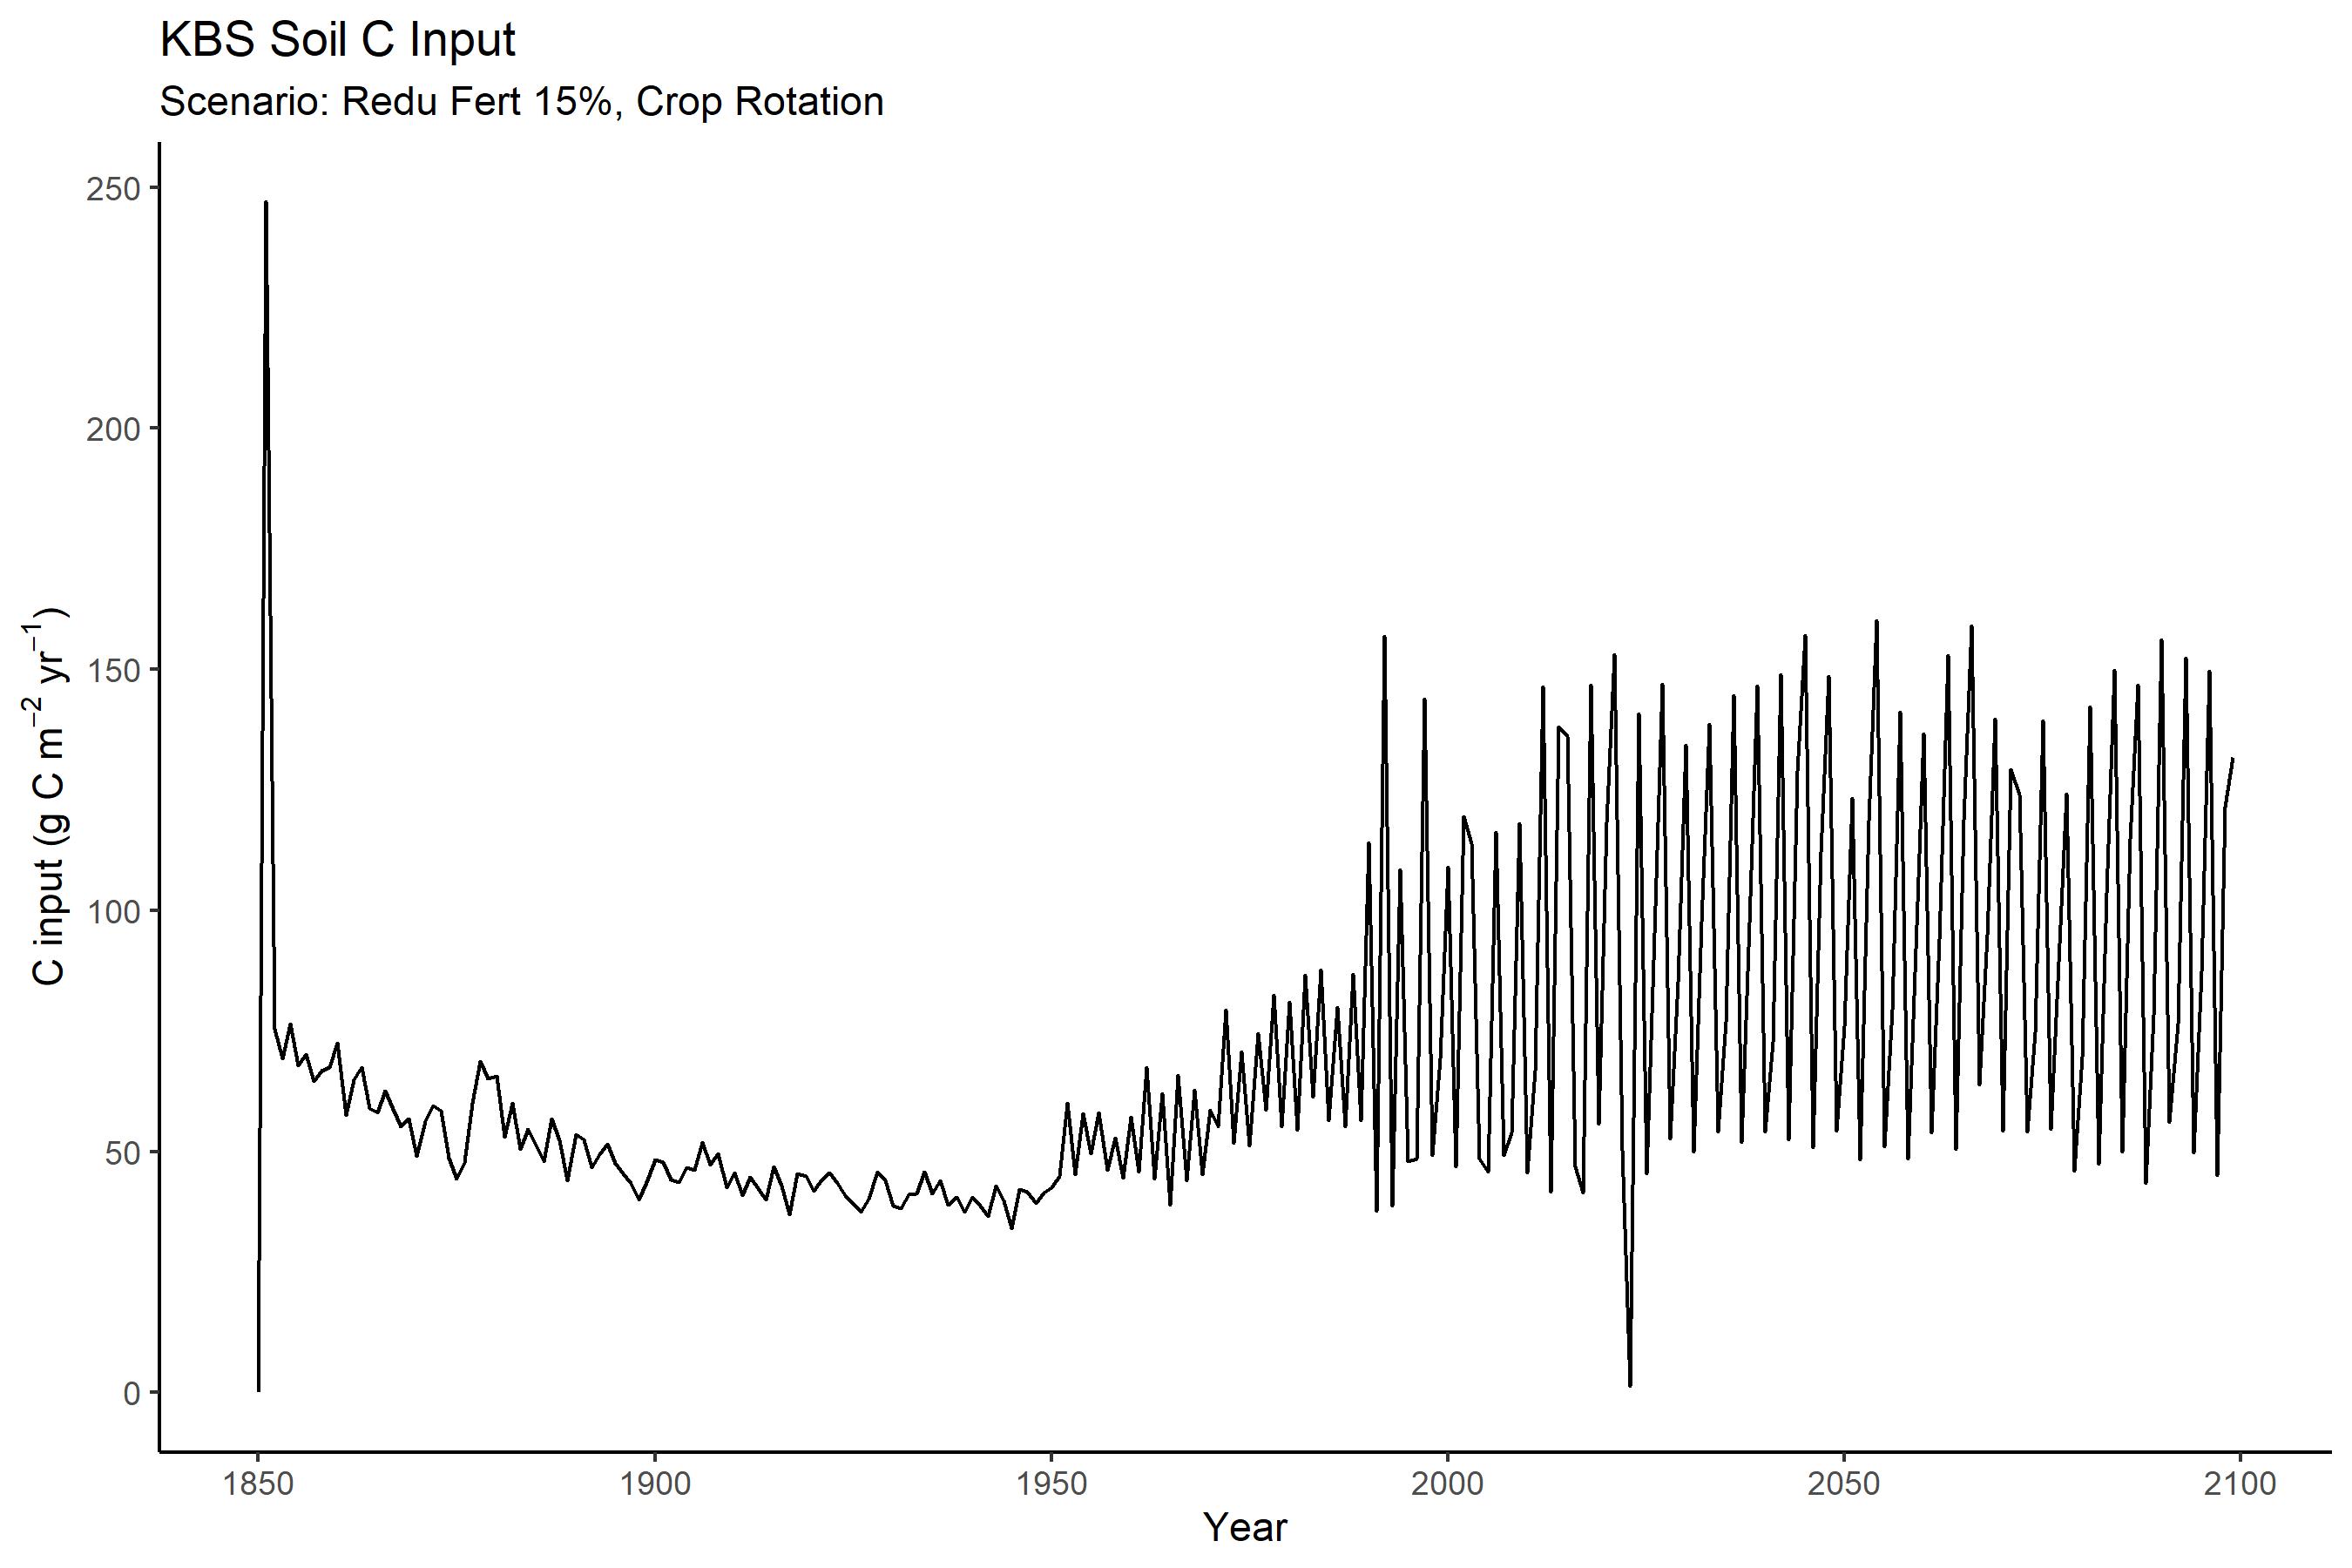 KBS Soil C Input
Scenario: Redu Fert 15%, Crop Rotation
C input (g C m⁻² yr⁻¹)
250
200
150
100
50
0
1850 1900 1950 2000 2050 2100
Year